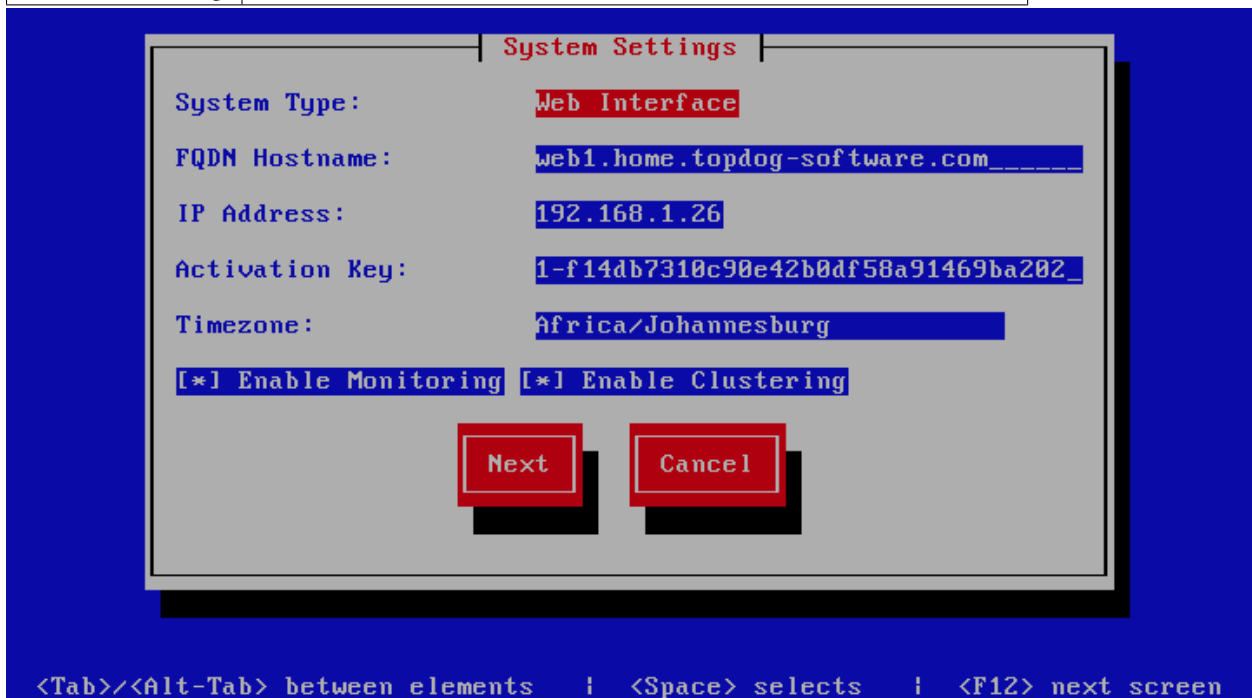 System Settings
System Type: Web Interface
FQDN Hostname: web1.home.topdog-software.com______
IP Address: 192.168.1.26
Activation Key: 1-f14db7310c90e42b0df58a91469ba202_
Timezone: Africa/Johannesburg
[*] Enable Monitoring [*] Enable Clustering
Next Cancel
<Tab>/<Alt-Tab> between elements | <Space> selects | <F12> next screen